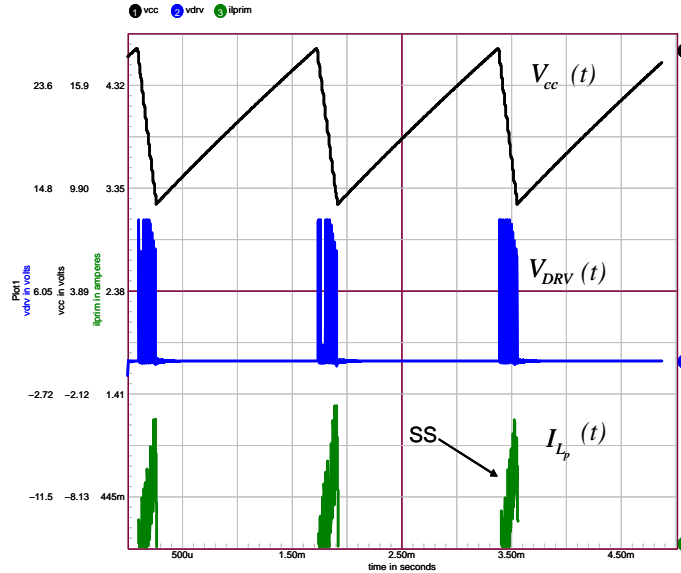 1 vcc 2 vdrv 3 ilprim
Vcc (t)
23.6 15.9 4.32
14.8 9.90 3.35
VDRV (t)
6.05 3.89 2.38
Plot1
vdrv in volts
vcc in volts
ilprim in amperes
-2.72 -2.12 1.41
SS
ILp (t)
-11.5 -8.13 445m
500u 1.50m 2.50m 3.50m 4.50m
time in seconds